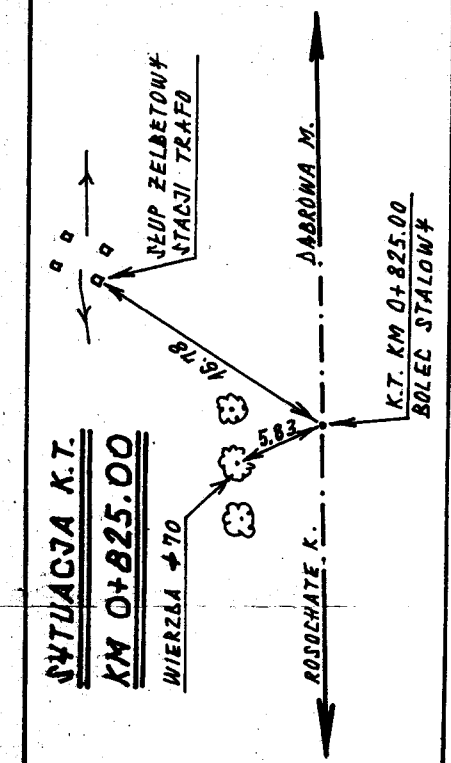 SYTUACJA K.T.
KM 0+825.00
WIERZBA ϕ70
SŁUP ŻELBETOWY
STACJI TRAFO
16.78
5.83
ROSOCHATE K.
DĄBROWA M.
K.T. KM 0+825.00
BOLEC STALOWY